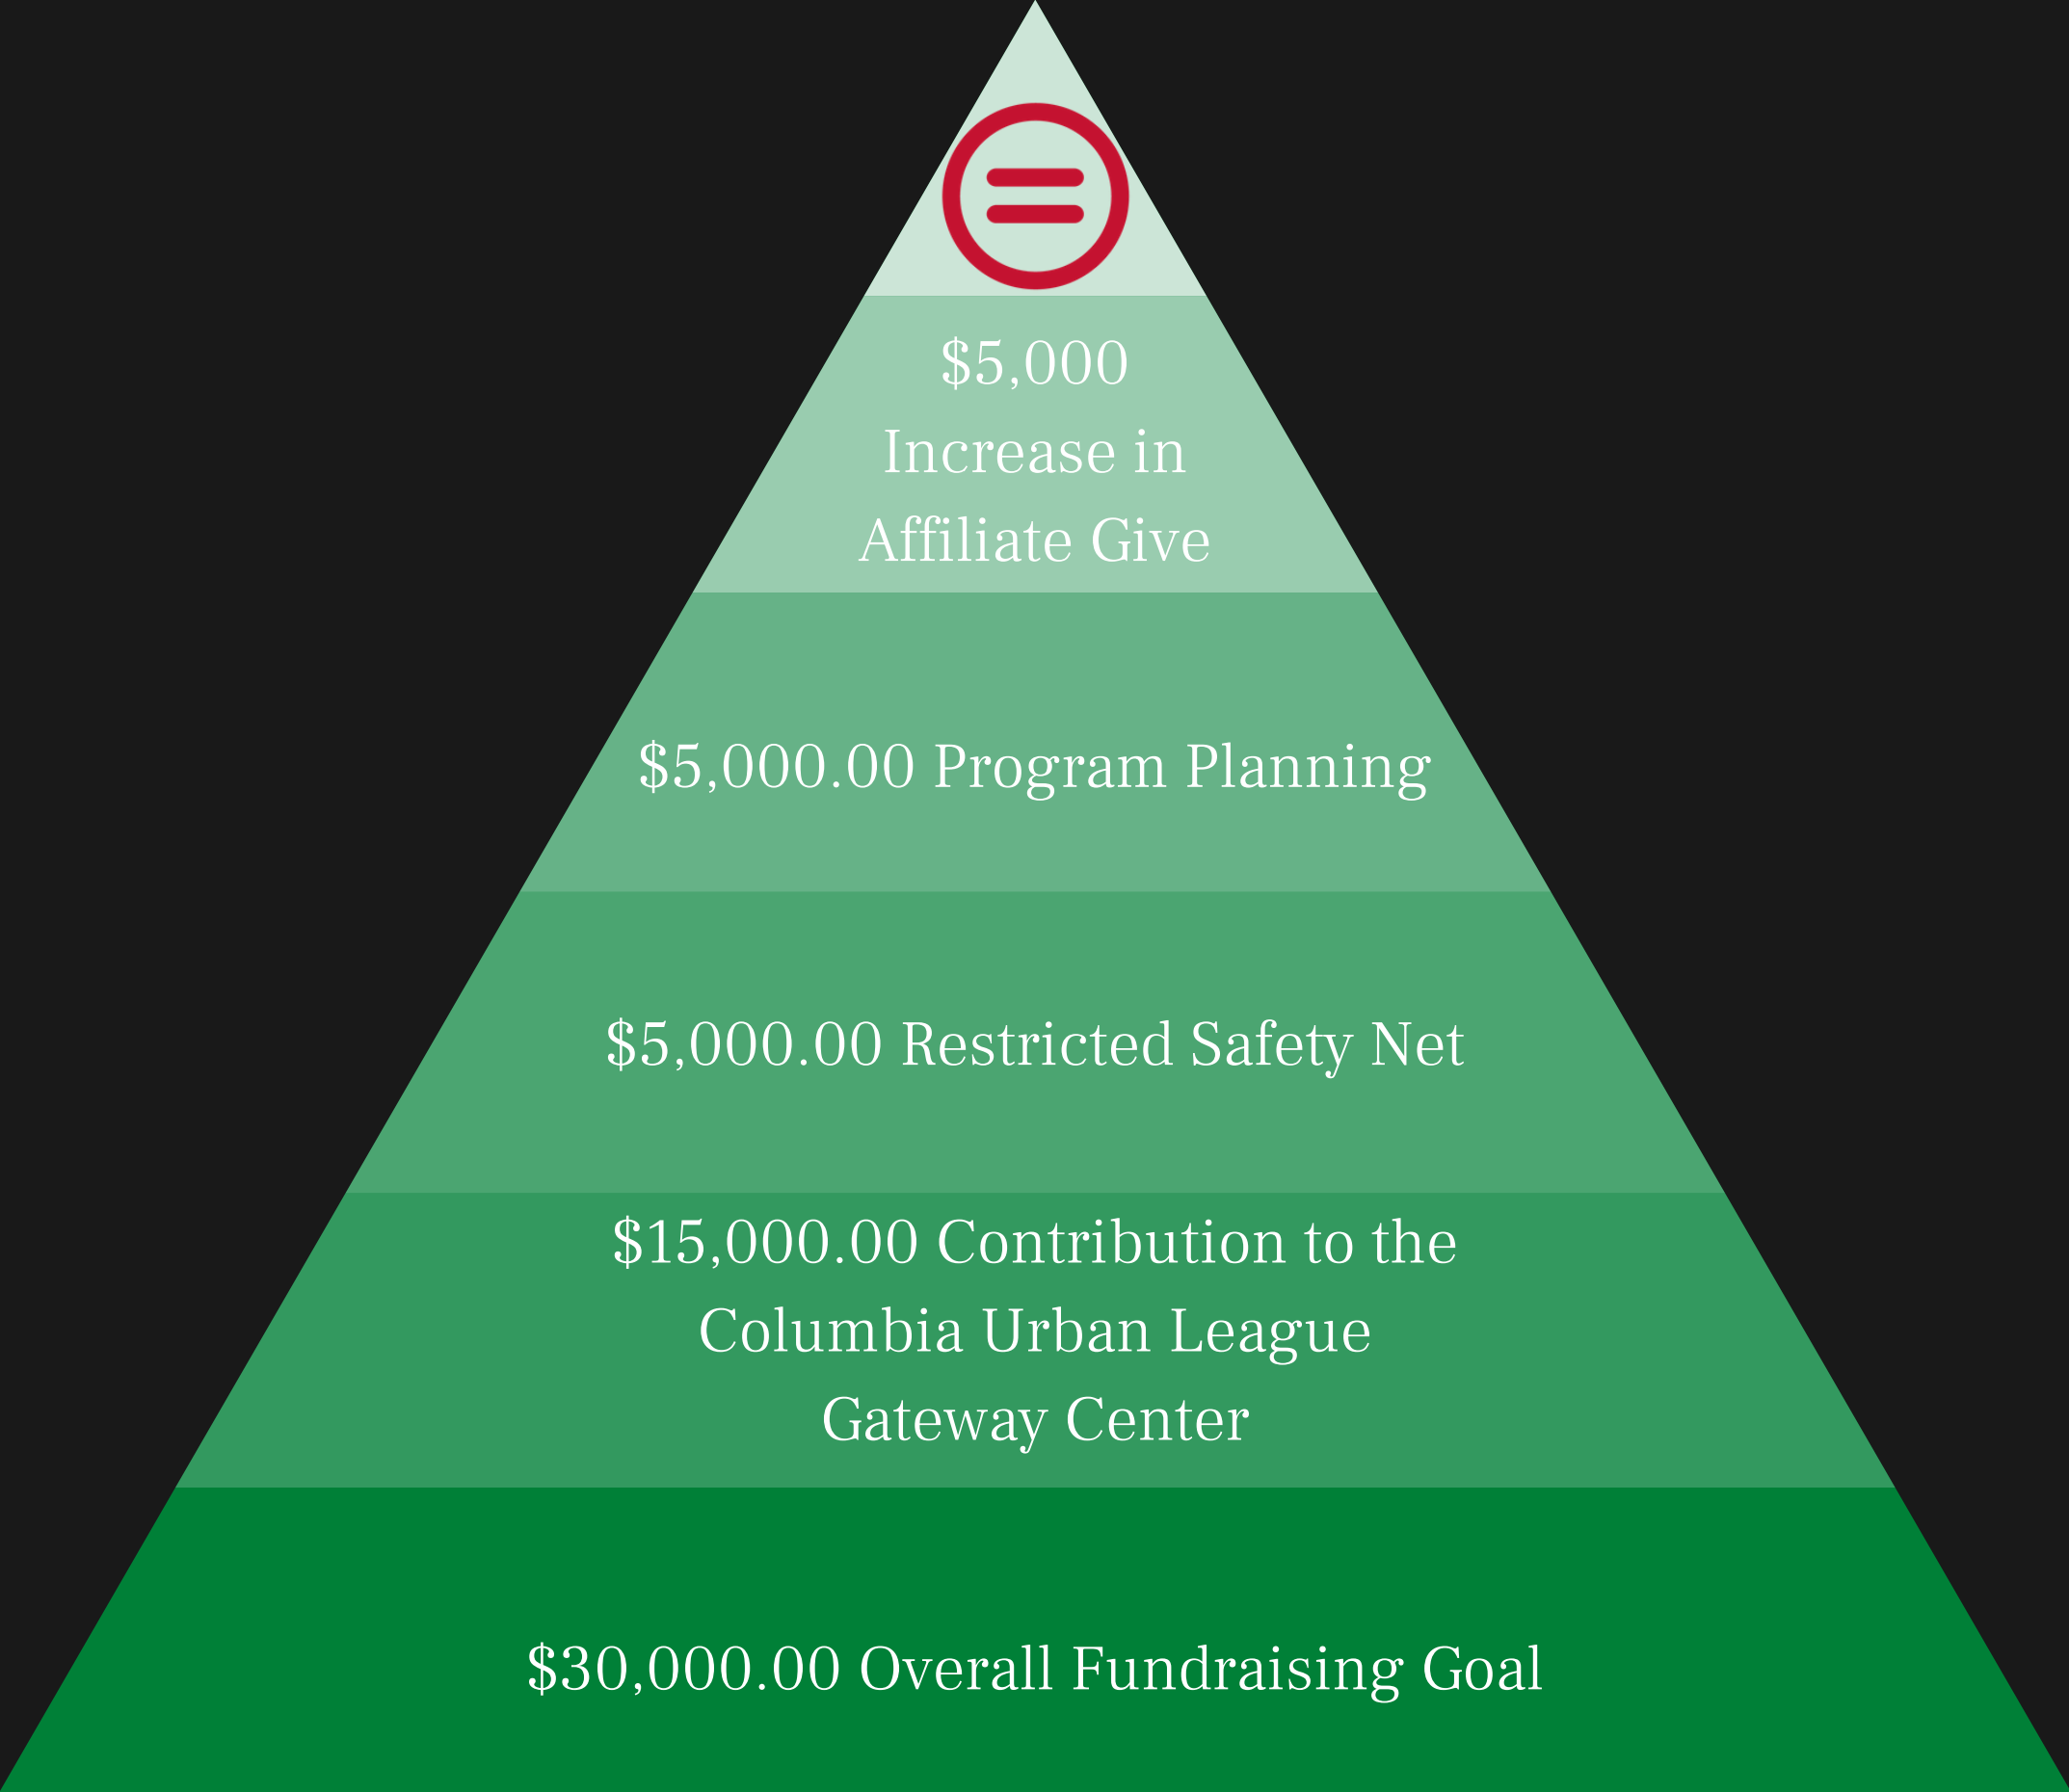 $5,000
Increase in
Affiliate Give
$5,000.00 Program Planning
$5,000.00 Restricted Safety Net
$15,000.00 Contribution to the
Columbia Urban League
Gateway Center
$30,000.00 Overall Fundraising Goal